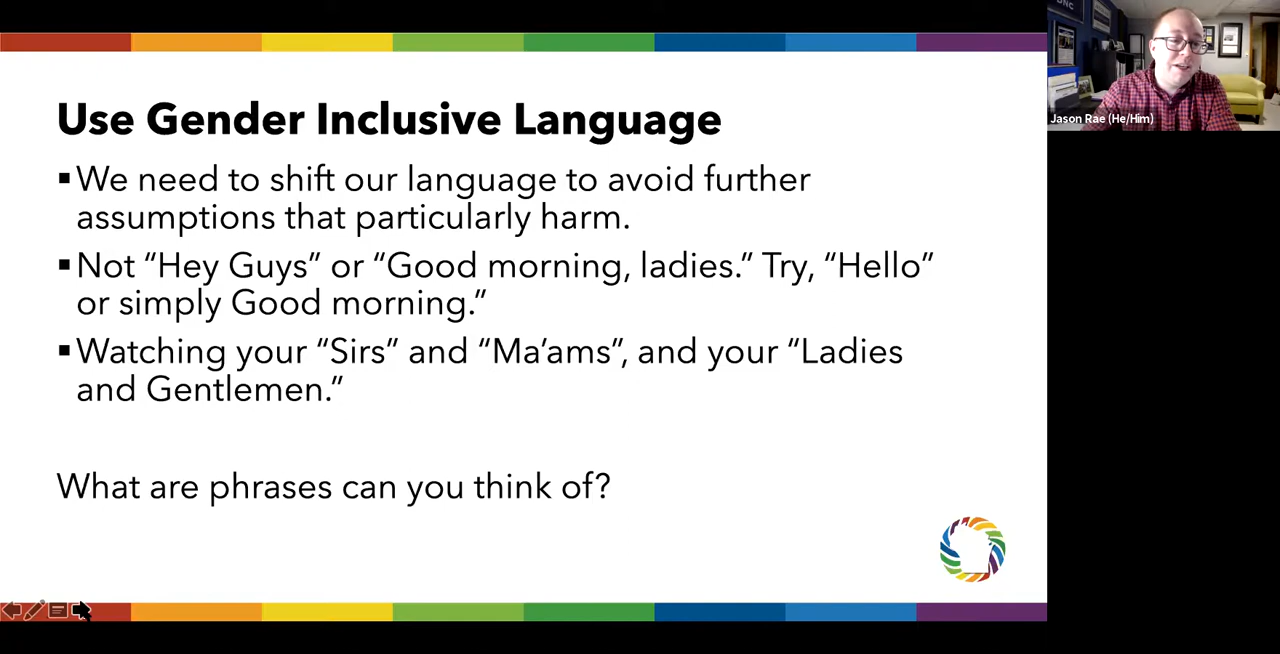 Use Gender Inclusive Language
▪We need to shift our language to avoid further
assumptions that particularly harm.
▪Not “Hey Guys” or “Good morning, ladies.” Try, “Hello”
or simply Good morning.”
▪Watching your “Sirs” and “Ma’ams”, and your “Ladies
and Gentlemen.”
What are phrases can you think of?
Jason Rae (He/Him)